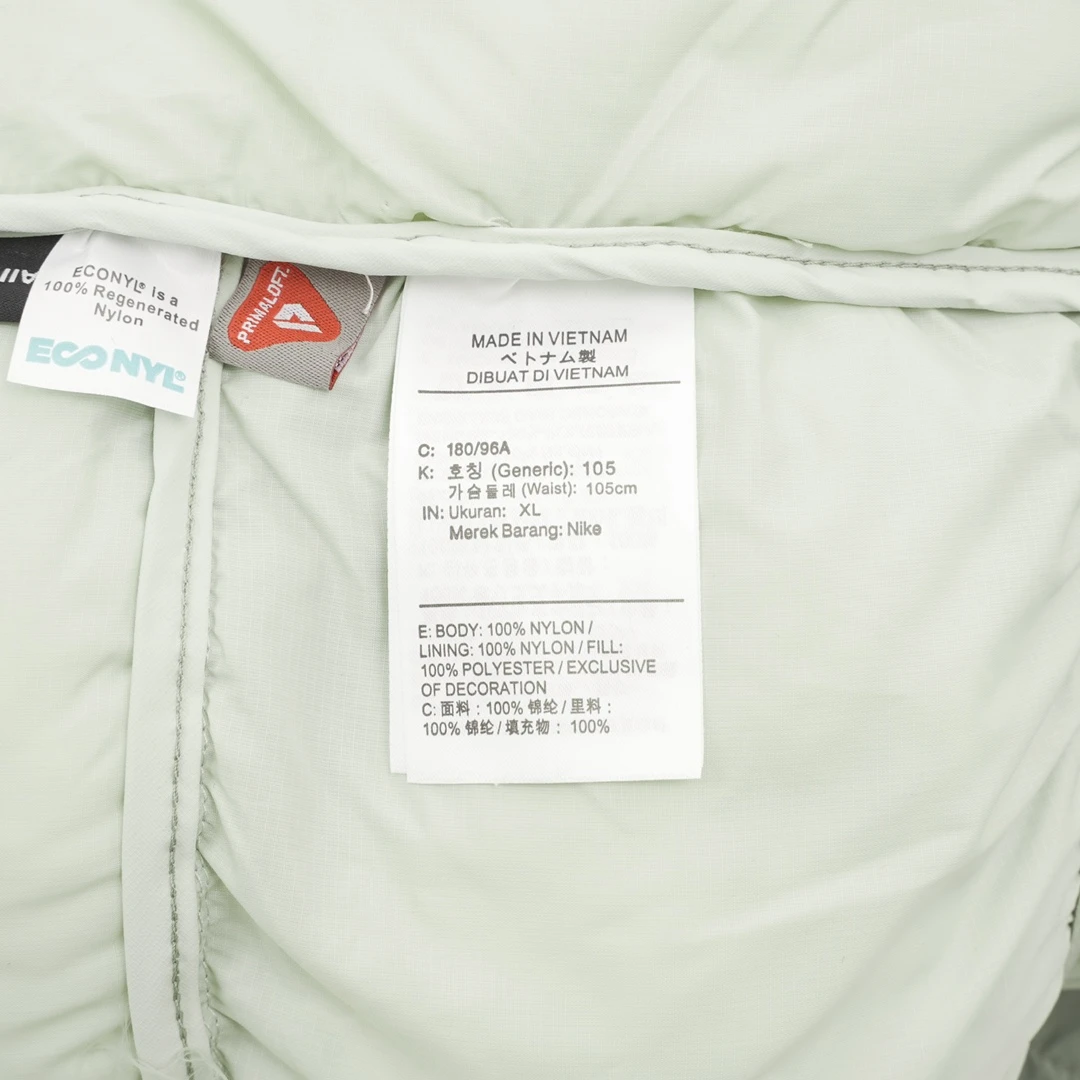 ECONYL® Is a
100% Regenerated
Nylon
ECONYL®
PRIMALOFT®
MADE IN VIETNAM
ベトナム製
DIBUAT DI VIETNAM
C: 180/96A
K: 호칭 (Generic): 105
가슴둘레 (Waist): 105cm
IN: Ukuran: XL
Merek Barang: Nike
E: BODY: 100% NYLON /
LINING: 100% NYLON / FILL:
100% POLYESTER / EXCLUSIVE
OF DECORATION
C: 面料：100% 锦纶 / 里料：
100% 锦纶 / 填充物：100%